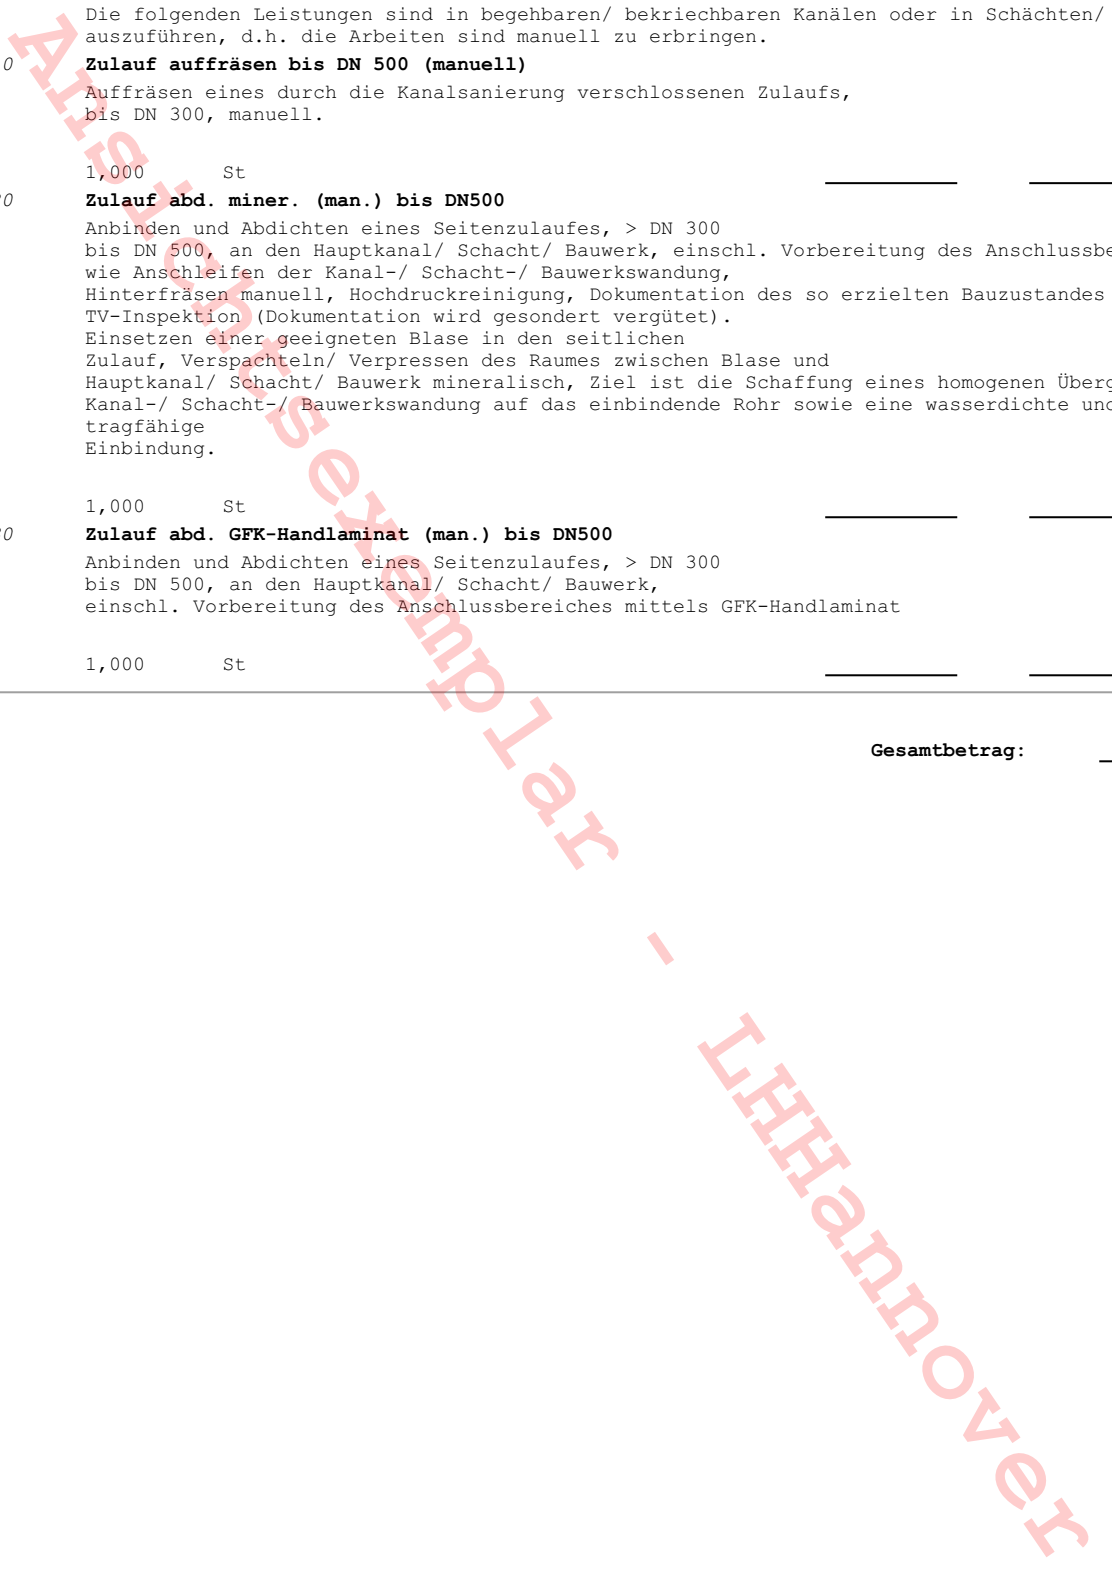 Die folgenden Leistungen sind in begehbaren/ bekriechbaren Kanälen oder in Schächten/
auszuführen, d.h. die Arbeiten sind manuell zu erbringen.
0 Zulauf auffräsen bis DN 500 (manuell)
Auffräsen eines durch die Kanalsanierung verschlossenen Zulaufs,
bis DN 300, manuell.
1,000 St
0 Zulauf abd. miner. (man.) bis DN500
Anbinden und Abdichten eines Seitenzulaufes, > DN 300
bis DN 500, an den Hauptkanal/ Schacht/ Bauwerk, einschl. Vorbereitung des Anschlussbe
wie Anschleifen der Kanal-/ Schacht-/ Bauwerkswandung,
Hinterfräsen manuell, Hochdruckreinigung, Dokumentation des so erzielten Bauzustandes
TV-Inspektion (Dokumentation wird gesondert vergütet).
Einsetzen einer geeigneten Blase in den seitlichen
Zulauf, Verspachteln/ Verpressen des Raumes zwischen Blase und
Hauptkanal/ Schacht/ Bauwerk mineralisch, Ziel ist die Schaffung eines homogenen Überg
Kanal-/ Schacht-/ Bauwerkswandung auf das einbindende Rohr sowie eine wasserdichte und
tragfähige
Einbindung.
1,000 St
0 Zulauf abd. GFK-Handlaminat (man.) bis DN500
Anbinden und Abdichten eines Seitenzulaufes, > DN 300
bis DN 500, an den Hauptkanal/ Schacht/ Bauwerk,
einschl. Vorbereitung des Anschlussbereiches mittels GFK-Handlaminat
1,000 St
Gesamtbetrag:
Ansichtsexemplar - LHHannover